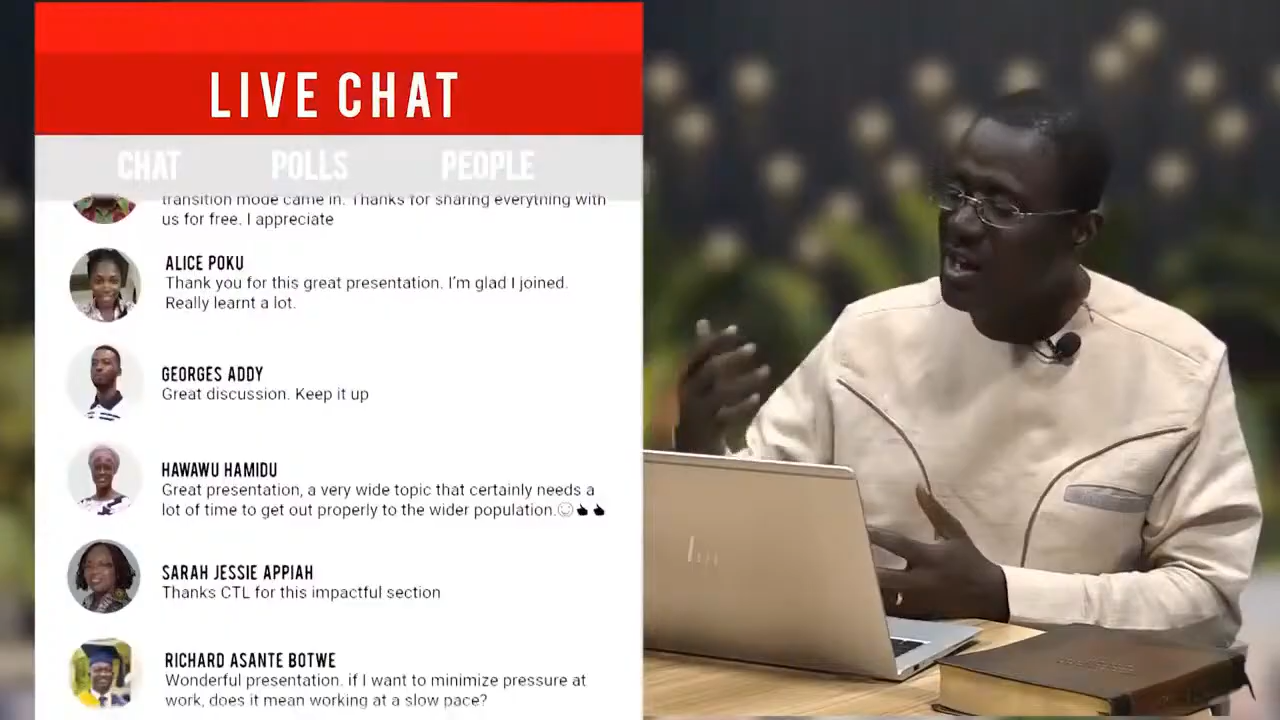 LIVE CHAT
CHAT POLLS PEOPLE
transition mode came in. Thanks for sharing everything with
us for free. I appreciate
ALICE POKU
Thank you for this great presentation. I'm glad I joined.
Really learnt a lot.
GEORGES ADDY
Great discussion. Keep it up
HAWAWU HAMIDU
Great presentation, a very wide topic that certainly needs a
lot of time to get out properly to the wider population.☺👍👍
SARAH JESSIE APPIAH
Thanks CTL for this impactful section
RICHARD ASANTE BOTWE
Wonderful presentation. if I want to minimize pressure at
work, does it mean working at a slow pace?
hp